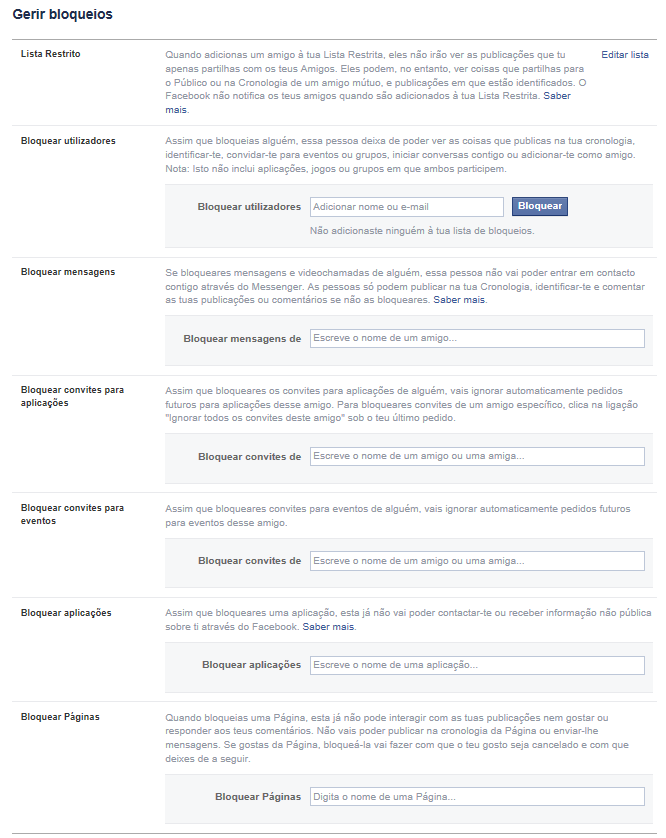 Gerir bloqueios
Lista Restrito
Quando adicionas um amigo à tua Lista Restrita, eles não irão ver as publicações que tu
apenas partilhas com os teus Amigos. Eles podem, no entanto, ver coisas que partilhas para
o Público ou na Cronologia de um amigo mútuo, e publicações em que estão identificados. O
Facebook não notifica os teus amigos quando são adicionados à tua Lista Restrita. Saber
mais.
Editar lista
Bloquear utilizadores
Assim que bloqueias alguém, essa pessoa deixa de poder ver as coisas que publicas na tua cronologia,
identificar-te, convidar-te para eventos ou grupos, iniciar conversas contigo ou adicionar-te como amigo.
Nota: Isto não inclui aplicações, jogos ou grupos em que ambos participem.
Bloquear utilizadores
Adicionar nome ou e-mail
Bloquear
Não adicionaste ninguém à tua lista de bloqueios.
Bloquear mensagens
Se bloqueares mensagens e videochamadas de alguém, essa pessoa não vai poder entrar em contacto
contigo através do Messenger. As pessoas só podem publicar na tua Cronologia, identificar-te e comentar
as tuas publicações ou comentários se não as bloqueares. Saber mais.
Bloquear mensagens de
Escreve o nome de um amigo...
Bloquear convites para
aplicações
Assim que bloqueares os convites para aplicações de alguém, vais ignorar automaticamente pedidos
futuros para aplicações desse amigo. Para bloqueares convites de um amigo específico, clica na ligação
"Ignorar todos os convites deste amigo" sob o teu último pedido.
Bloquear convites de
Escreve o nome de um amigo ou uma amiga...
Bloquear convites para
eventos
Assim que bloqueares convites para eventos de alguém, vais ignorar automaticamente pedidos futuros
para eventos desse amigo.
Bloquear convites de
Escreve o nome de um amigo ou uma amiga...
Bloquear aplicações
Assim que bloqueares uma aplicação, esta já não vai poder contactar-te ou receber informação não pública
sobre ti através do Facebook. Saber mais.
Bloquear aplicações
Escreve o nome de uma aplicação...
Bloquear Páginas
Quando bloqueias uma Página, esta já não pode interagir com as tuas publicações nem gostar ou
responder aos teus comentários. Não vais poder publicar na cronologia da Página ou enviar-lhe
mensagens. Se gostas da Página, bloqueá-la vai fazer com que o teu gosto seja cancelado e com que
deixes de a seguir.
Bloquear Páginas
Digita o nome de uma Página...